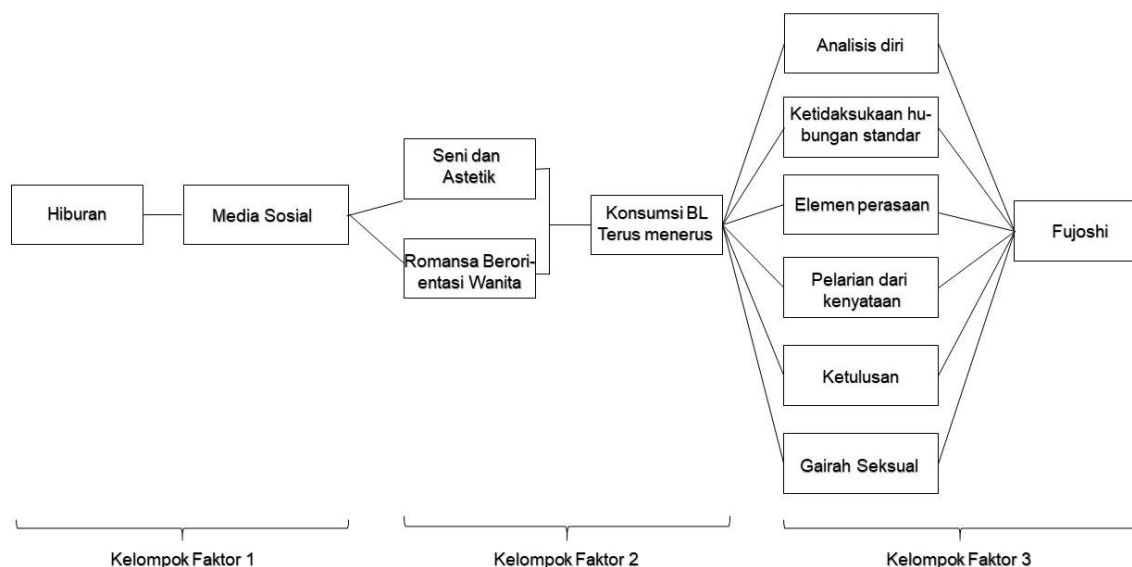 Hiburan
Media Sosial
Seni dan
Astetik
Romansa Berori-
entasi Wanita
Konsumsi BL
Terus menerus
Analisis diri
Ketidaksukaan hu-
bungan standar
Elemen perasaan
Pelarian dari
kenyataan
Ketulusan
Gairah Seksual
Fujoshi
Kelompok Faktor 1
Kelompok Faktor 2
Kelompok Faktor 3